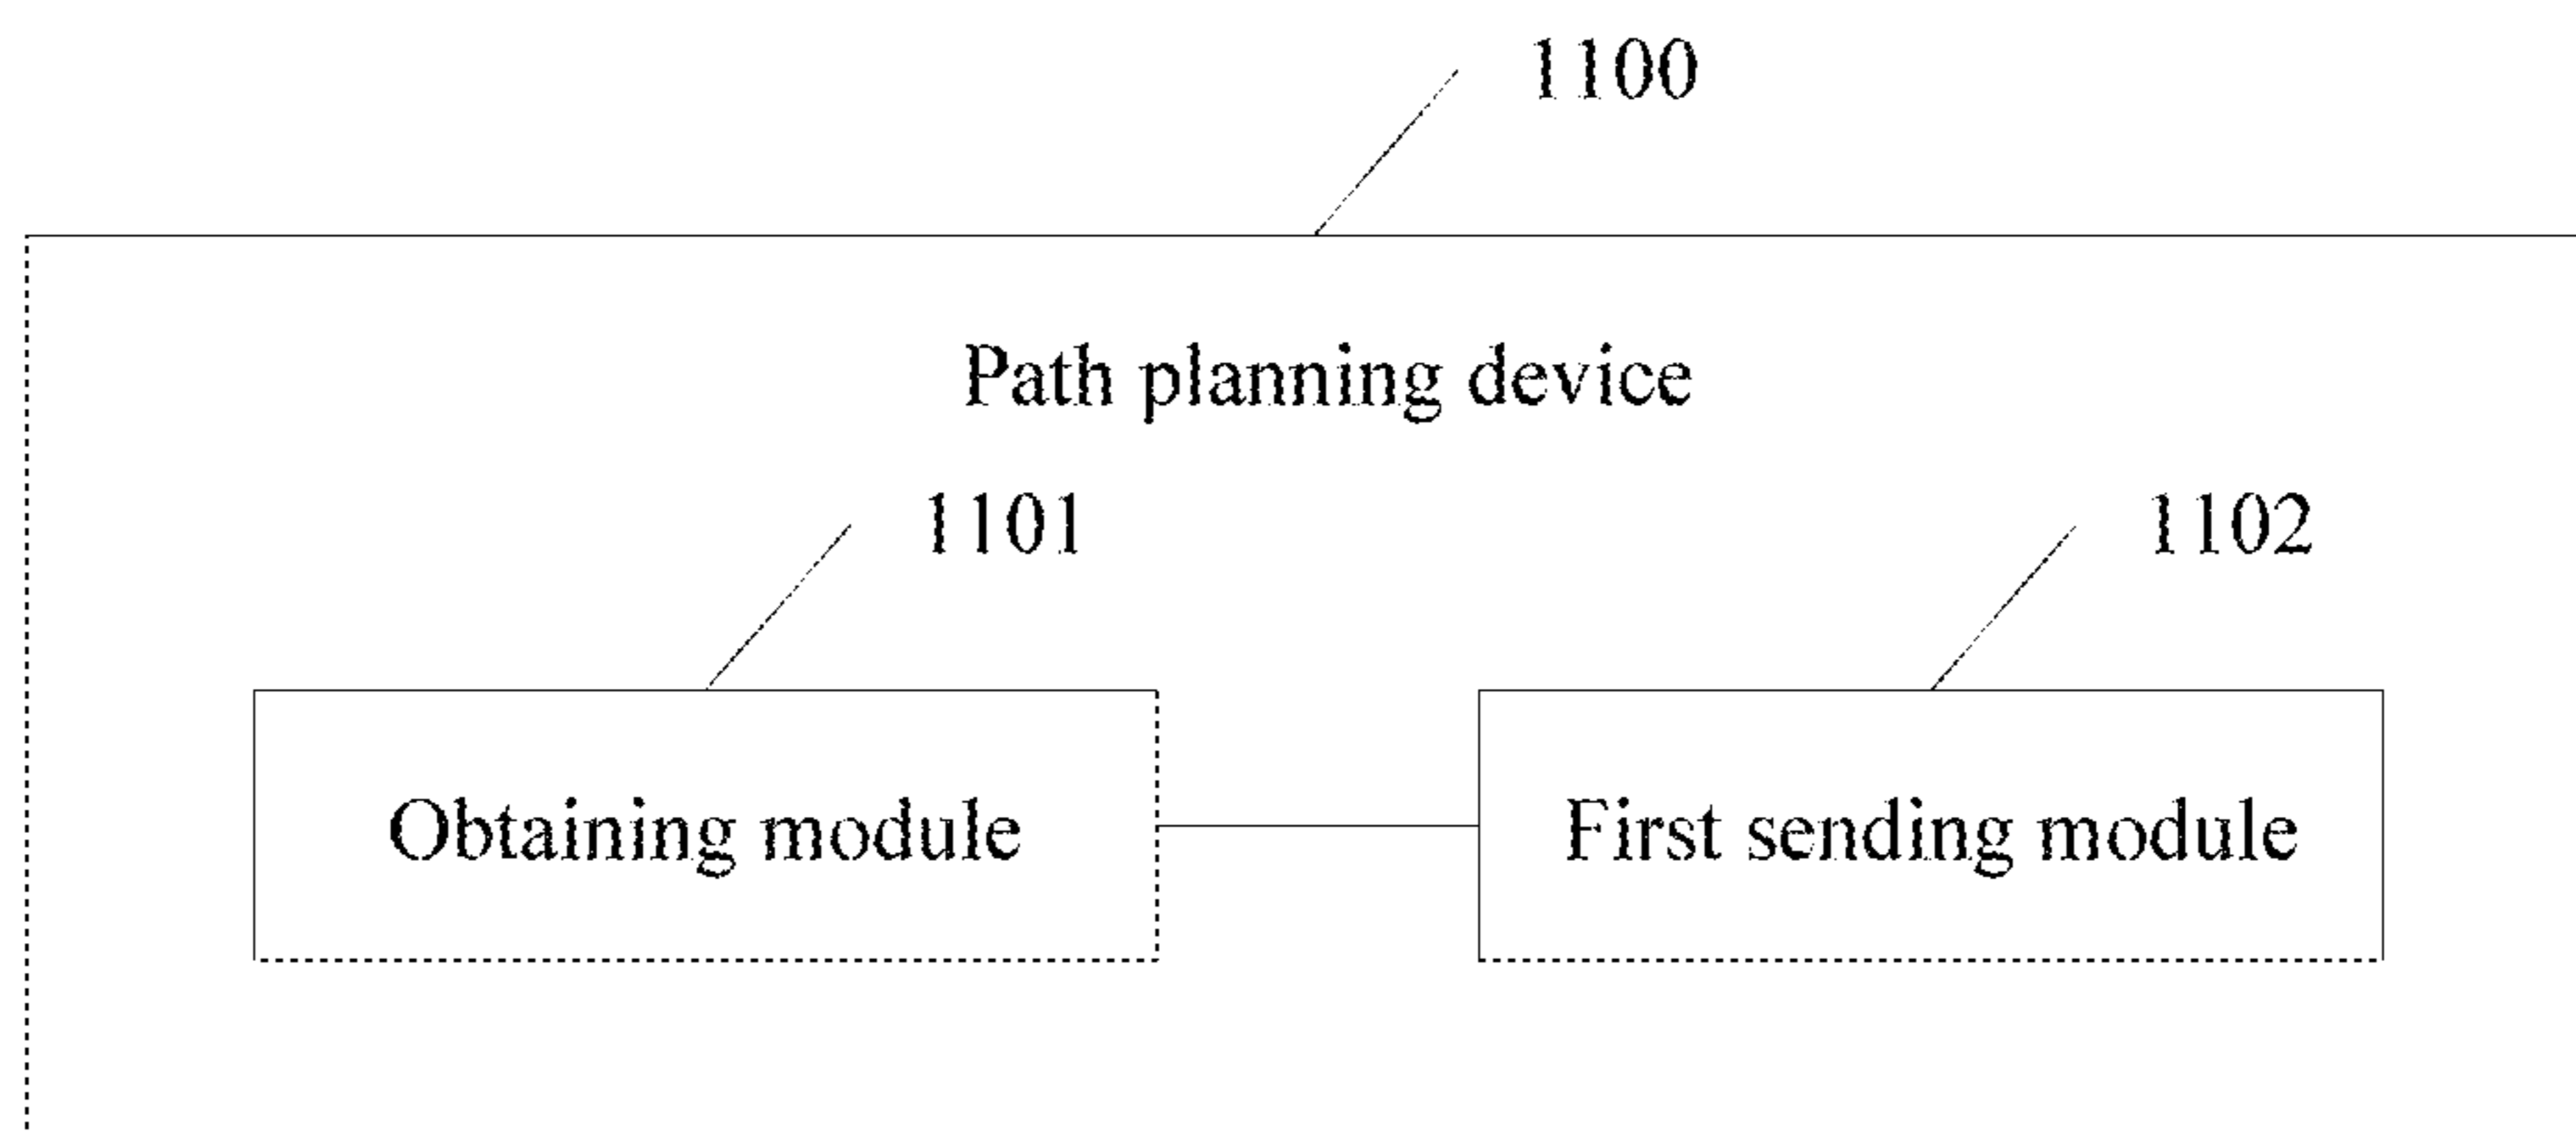 1100
Path planning device
1101
1102
Obtaining module
First sending module